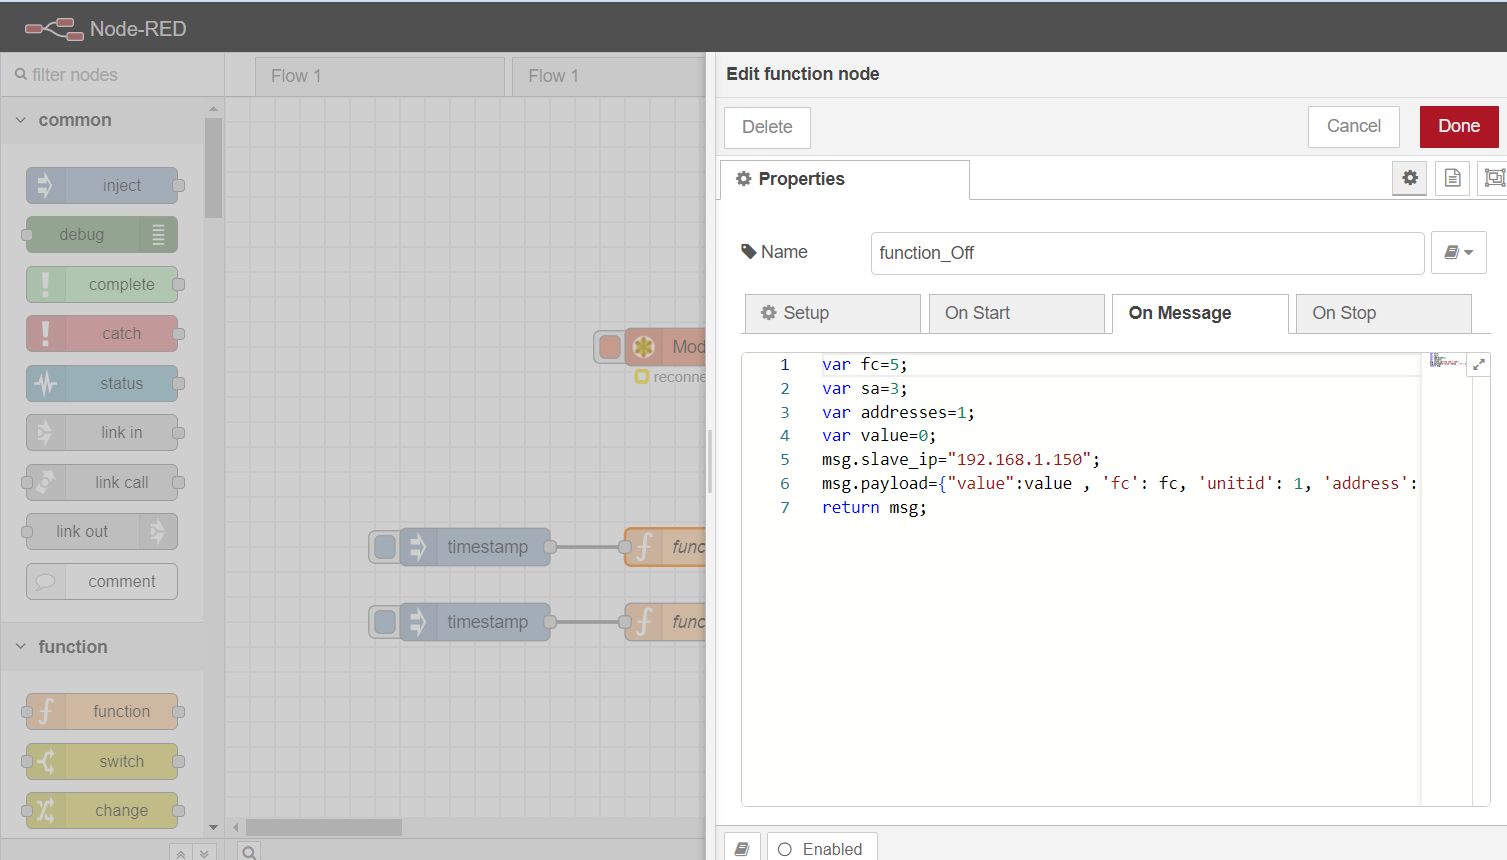 Node-RED
filter nodes
Flow 1
Flow 1
common
inject
debug
complete
catch
status
link in
link call
link out
comment
function
function
switch
change
Mod
reconne
timestamp
func
timestamp
func
Edit function node
Delete
Cancel
Done
Properties
Name
function_Off
Setup
On Start
On Message
On Stop
1 var fc=5;
2 var sa=3;
3 var addresses=1;
4 var value=0;
5 msg.slave_ip="192.168.1.150";
6 msg.payload={"value":value , 'fc': fc, 'unitid': 1, 'address':
7 return msg;
Enabled